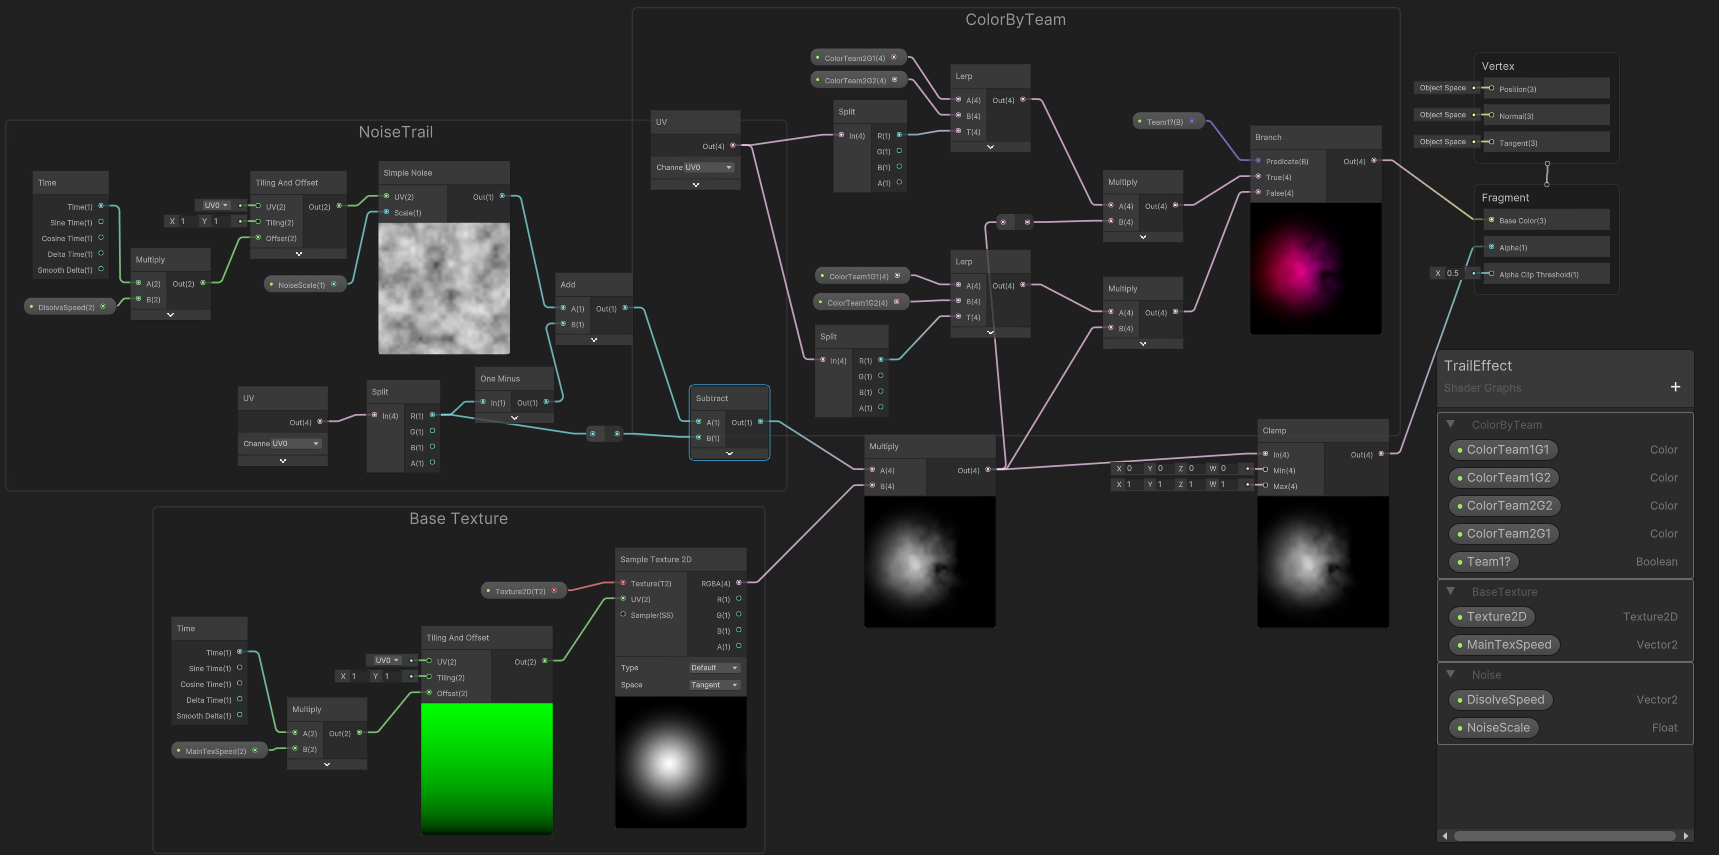 ColorByTeam
ColorTeam2G1(4)
ColorTeam2G2(4)
Lerp
A(4) Out(4)
B(4)
T(4)
Split
In(4) R(1)
G(1)
B(1)
A(1)
UV
Out(4)
Channe UV0
Team1?(B)
Branch
Predicate(B) Out(4)
True(4)
False(4)
Multiply
A(4) Out(4)
B(4)
ColorTeam1G1(4)
ColorTeam1G2(4)
Lerp
A(4) Out(4)
B(4)
T(4)
Split
In(4) R(1)
G(1)
B(1)
A(1)
Multiply
A(4) Out(4)
B(4)
Vertex
Object Space Position(3)
Object Space Normal(3)
Object Space Tangent(3)
Fragment
Base Color(3)
Alpha(1)
X 0.5 Alpha Clip Threshold(1)
NoiseTrail
Time
Time(1)
Sine Time(1)
Cosine Time(1)
Delta Time(1)
Smooth Delta(1)
DisolveSpeed(2)
Multiply
A(2) Out(2)
B(2)
Tiling And Offset
UV0 UV(2) Out(2)
X 1 Y 1 Tiling(2)
Offset(2)
NoiseScale(1)
Simple Noise
UV(2) Out(1)
Scale(1)
Add
A(1) Out(1)
B(1)
UV
Out(4)
Channe UV0
Split
In(4) R(1)
G(1)
B(1)
A(1)
One Minus
In(1) Out(1)
Subtract
A(1) Out(1)
B(1)
Multiply
A(4) Out(4)
B(4)
Clamp
In(4) Out(4)
X 0 Y 0 Z 0 W 0 Min(4)
X 1 Y 1 Z 1 W 1 Max(4)
Base Texture
Time
Time(1)
Sine Time(1)
Cosine Time(1)
Delta Time(1)
Smooth Delta(1)
MainTexSpeed(2)
Multiply
A(2) Out(2)
B(2)
Tiling And Offset
UV0 UV(2) Out(2)
X 1 Y 1 Tiling(2)
Offset(2)
Texture2D(T2)
Sample Texture 2D
Texture(T2) RGBA(4)
UV(2) R(1)
Sampler(SS) G(1)
B(1)
A(1)
Type Default
Space Tangent
TrailEffect
Shader Graphs
+
ColorByTeam
ColorTeam1G1 Color
ColorTeam1G2 Color
ColorTeam2G2 Color
ColorTeam2G1 Color
Team1? Boolean
BaseTexture
Texture2D Texture2D
MainTexSpeed Vector2
Noise
DisolveSpeed Vector2
NoiseScale Float